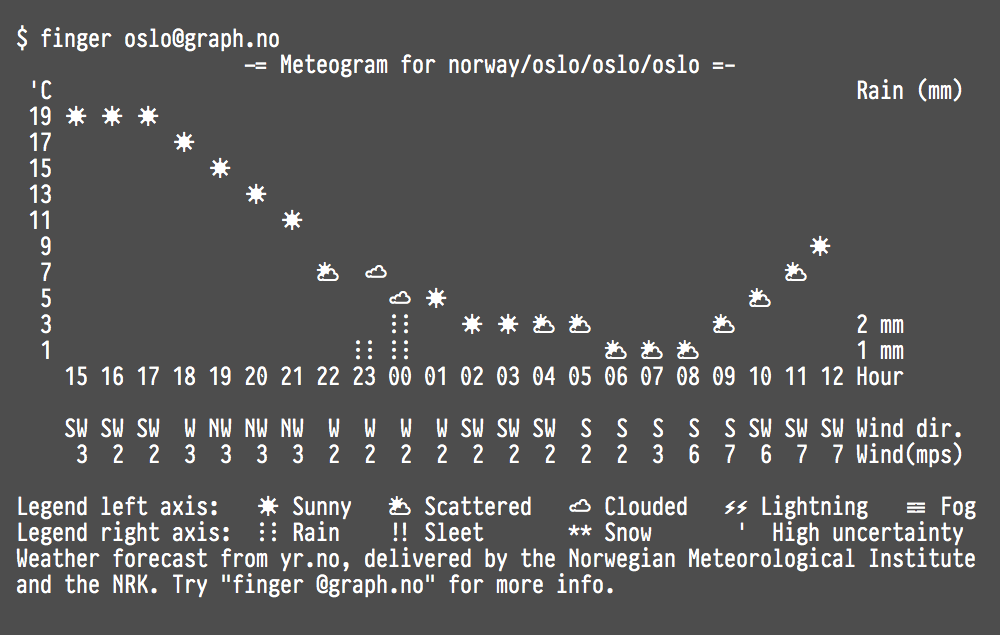 $ finger oslo@graph.no
-= Meteogram for norway/oslo/oslo/oslo =-
'C Rain (mm)
19
17
15
13
11
9
7
5
3 2 mm
1 1 mm
15 16 17 18 19 20 21 22 23 00 01 02 03 04 05 06 07 08 09 10 11 12 Hour
SW SW SW W NW NW NW W W W W SW SW SW S S S S S SW SW SW Wind dir.
3 2 2 3 3 3 3 2 2 2 2 2 2 2 2 2 3 6 7 6 7 7 Wind(mps)
Legend left axis: Sunny Scattered Clouded Lightning Fog
Legend right axis: Rain !! Sleet ** Snow ' High uncertainty
Weather forecast from yr.no, delivered by the Norwegian Meteorological Institute
and the NRK. Try "finger @graph.no" for more info.